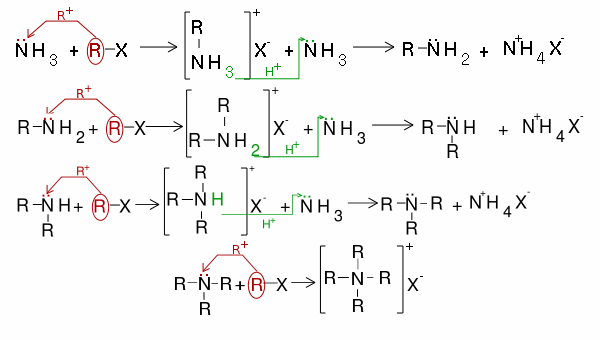 R+
NH3 + R–X → [R NH3]+ X- + NH3 → R–NH2 + NH4+ X-
H+
R+
R–NH2 + R–X → [R R–NH2]+ X- + NH3 → R–NH R + NH4+ X-
H+
R+
R–NH R + R–X → [R R–NH R]+ X- + NH3 → R–N–R R + NH4+ X-
H+
R+
R–N–R R + R–X → [R R–N–R R]+ X-